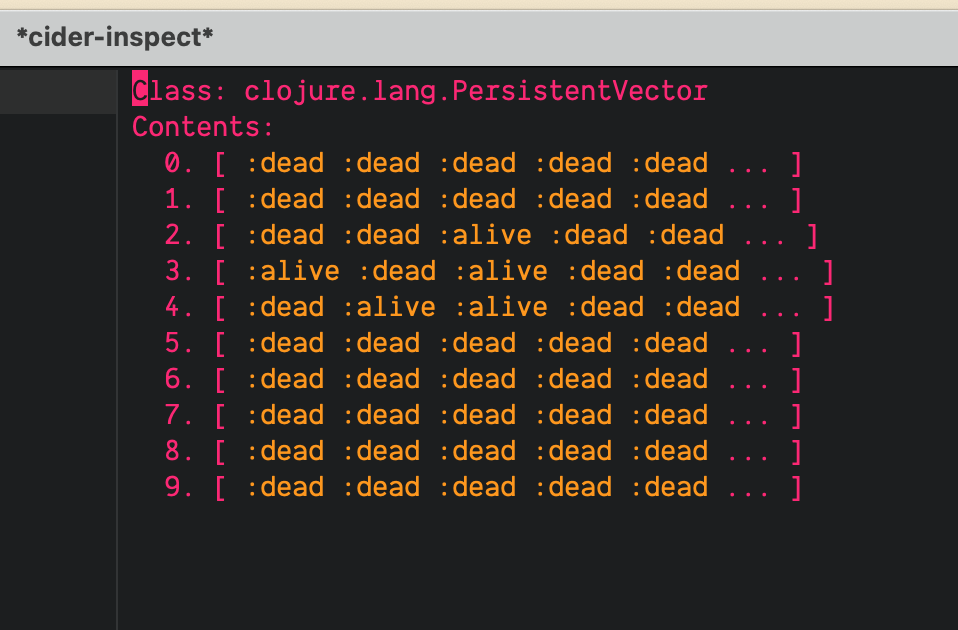 *cider-inspect*
Class: clojure.lang.PersistentVector
Contents:
0. [ :dead :dead :dead :dead :dead ... ]
1. [ :dead :dead :dead :dead :dead ... ]
2. [ :dead :dead :alive :dead :dead ... ]
3. [ :alive :dead :alive :dead :dead ... ]
4. [ :dead :alive :alive :dead :dead ... ]
5. [ :dead :dead :dead :dead :dead ... ]
6. [ :dead :dead :dead :dead :dead ... ]
7. [ :dead :dead :dead :dead :dead ... ]
8. [ :dead :dead :dead :dead :dead ... ]
9. [ :dead :dead :dead :dead :dead ... ]